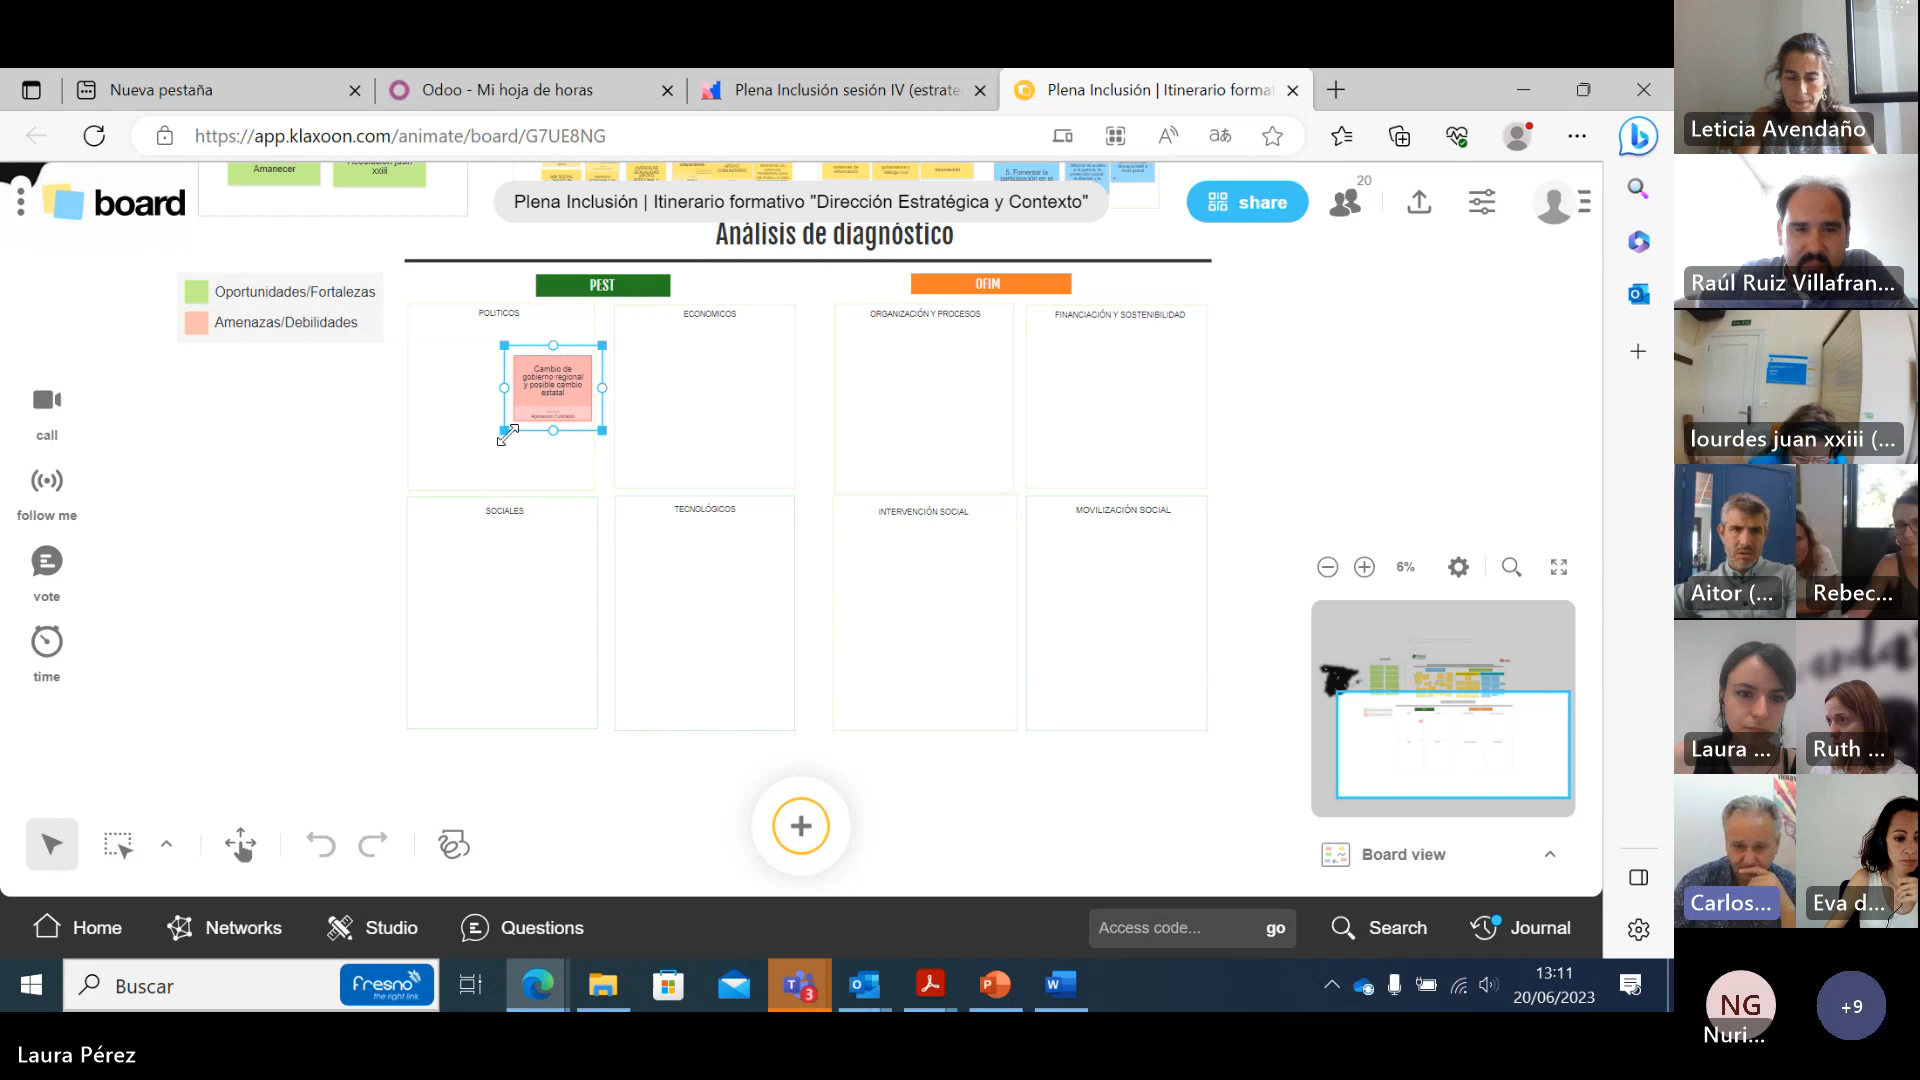 Nueva pestaña
Odoo - Mi hoja de horas
Plena Inclusión sesión IV (estrate
Plena Inclusión | Itinerario format
https://app.klaxoon.com/animate/board/G7UE8NG
Amanecer
xxiii
board
Plena Inclusión | Itinerario formativo "Dirección Estratégica y Contexto"
share
20
Análisis de diagnóstico
PEST
OFIM
Oportunidades/Fortalezas
Amenazas/Debilidades
POLITICOS
ECONOMICOS
ORGANIZACIÓN Y PROCESOS
FINANCIACIÓN Y SOSTENIBILIDAD
Cambio de
gobierno regional
y posible cambio
estatal
SOCIALES
TECNOLÓGICOS
INTERVENCIÓN SOCIAL
MOVILIZACIÓN SOCIAL
call
follow me
vote
time
6%
Board view
Home
Networks
Studio
Questions
Access code...
go
Search
Journal
Buscar
Fresno
the right link
3
13:11
20/06/2023
Leticia Avendaño
Raúl Ruiz Villafran...
lourdes juan xxiii (...
Aitor (...
Rebec...
Laura ...
Ruth ...
Carlos...
Eva d...
NG
Nuri...
+9
Laura Pérez